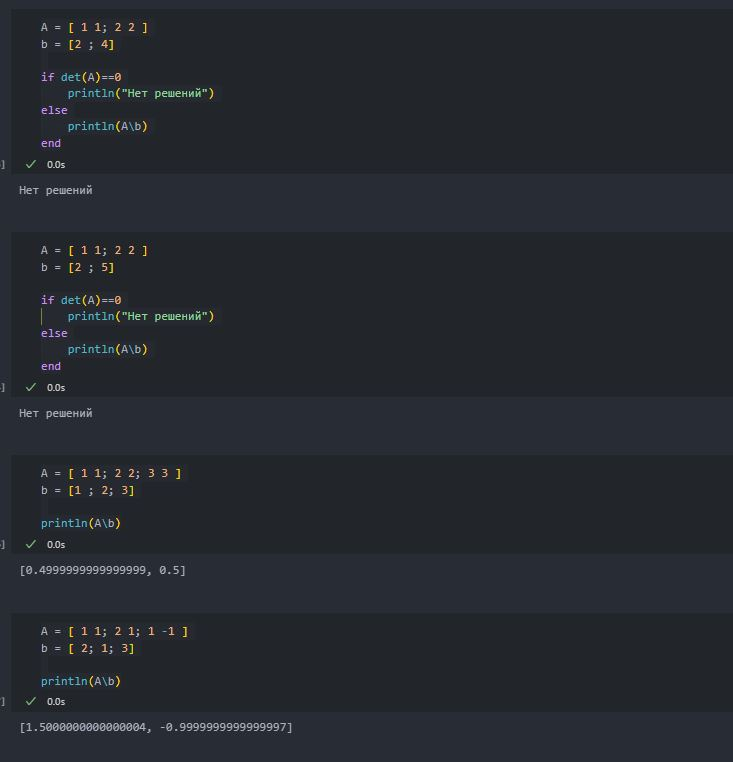 A = [ 1 1; 2 2 ]
b = [2 ; 4]
if det(A)==0
println("Нет решений")
else
println(A\b)
end
] ✓ 0.0s
Нет решений
A = [ 1 1; 2 2 ]
b = [2 ; 5]
if det(A)==0
println("Нет решений")
else
println(A\b)
end
] ✓ 0.0s
Нет решений
A = [ 1 1; 2 2; 3 3 ]
b = [1 ; 2; 3]
println(A\b)
] ✓ 0.0s
[0.4999999999999999, 0.5]
A = [ 1 1; 2 1; 1 -1 ]
b = [ 2; 1; 3]
println(A\b)
] ✓ 0.0s
[1.5000000000000004, -0.9999999999999997]